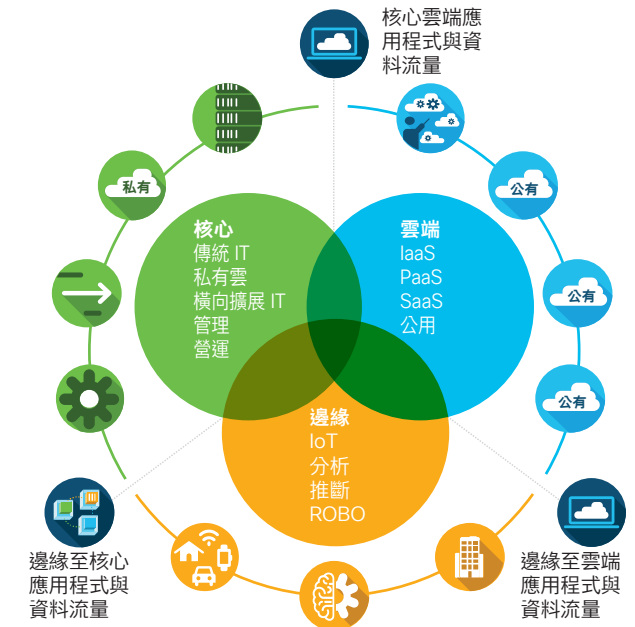 核心雲端應
用程式與資
料流量
私有
公有
公有
公有
核心
傳統 IT
私有雲
橫向擴展 IT
管理
營運
雲端
IaaS
PaaS
SaaS
公用
邊緣
IoT
分析
推斷
ROBO
邊緣至核心
應用程式與
資料流量
邊緣至雲端
應用程式與
資料流量